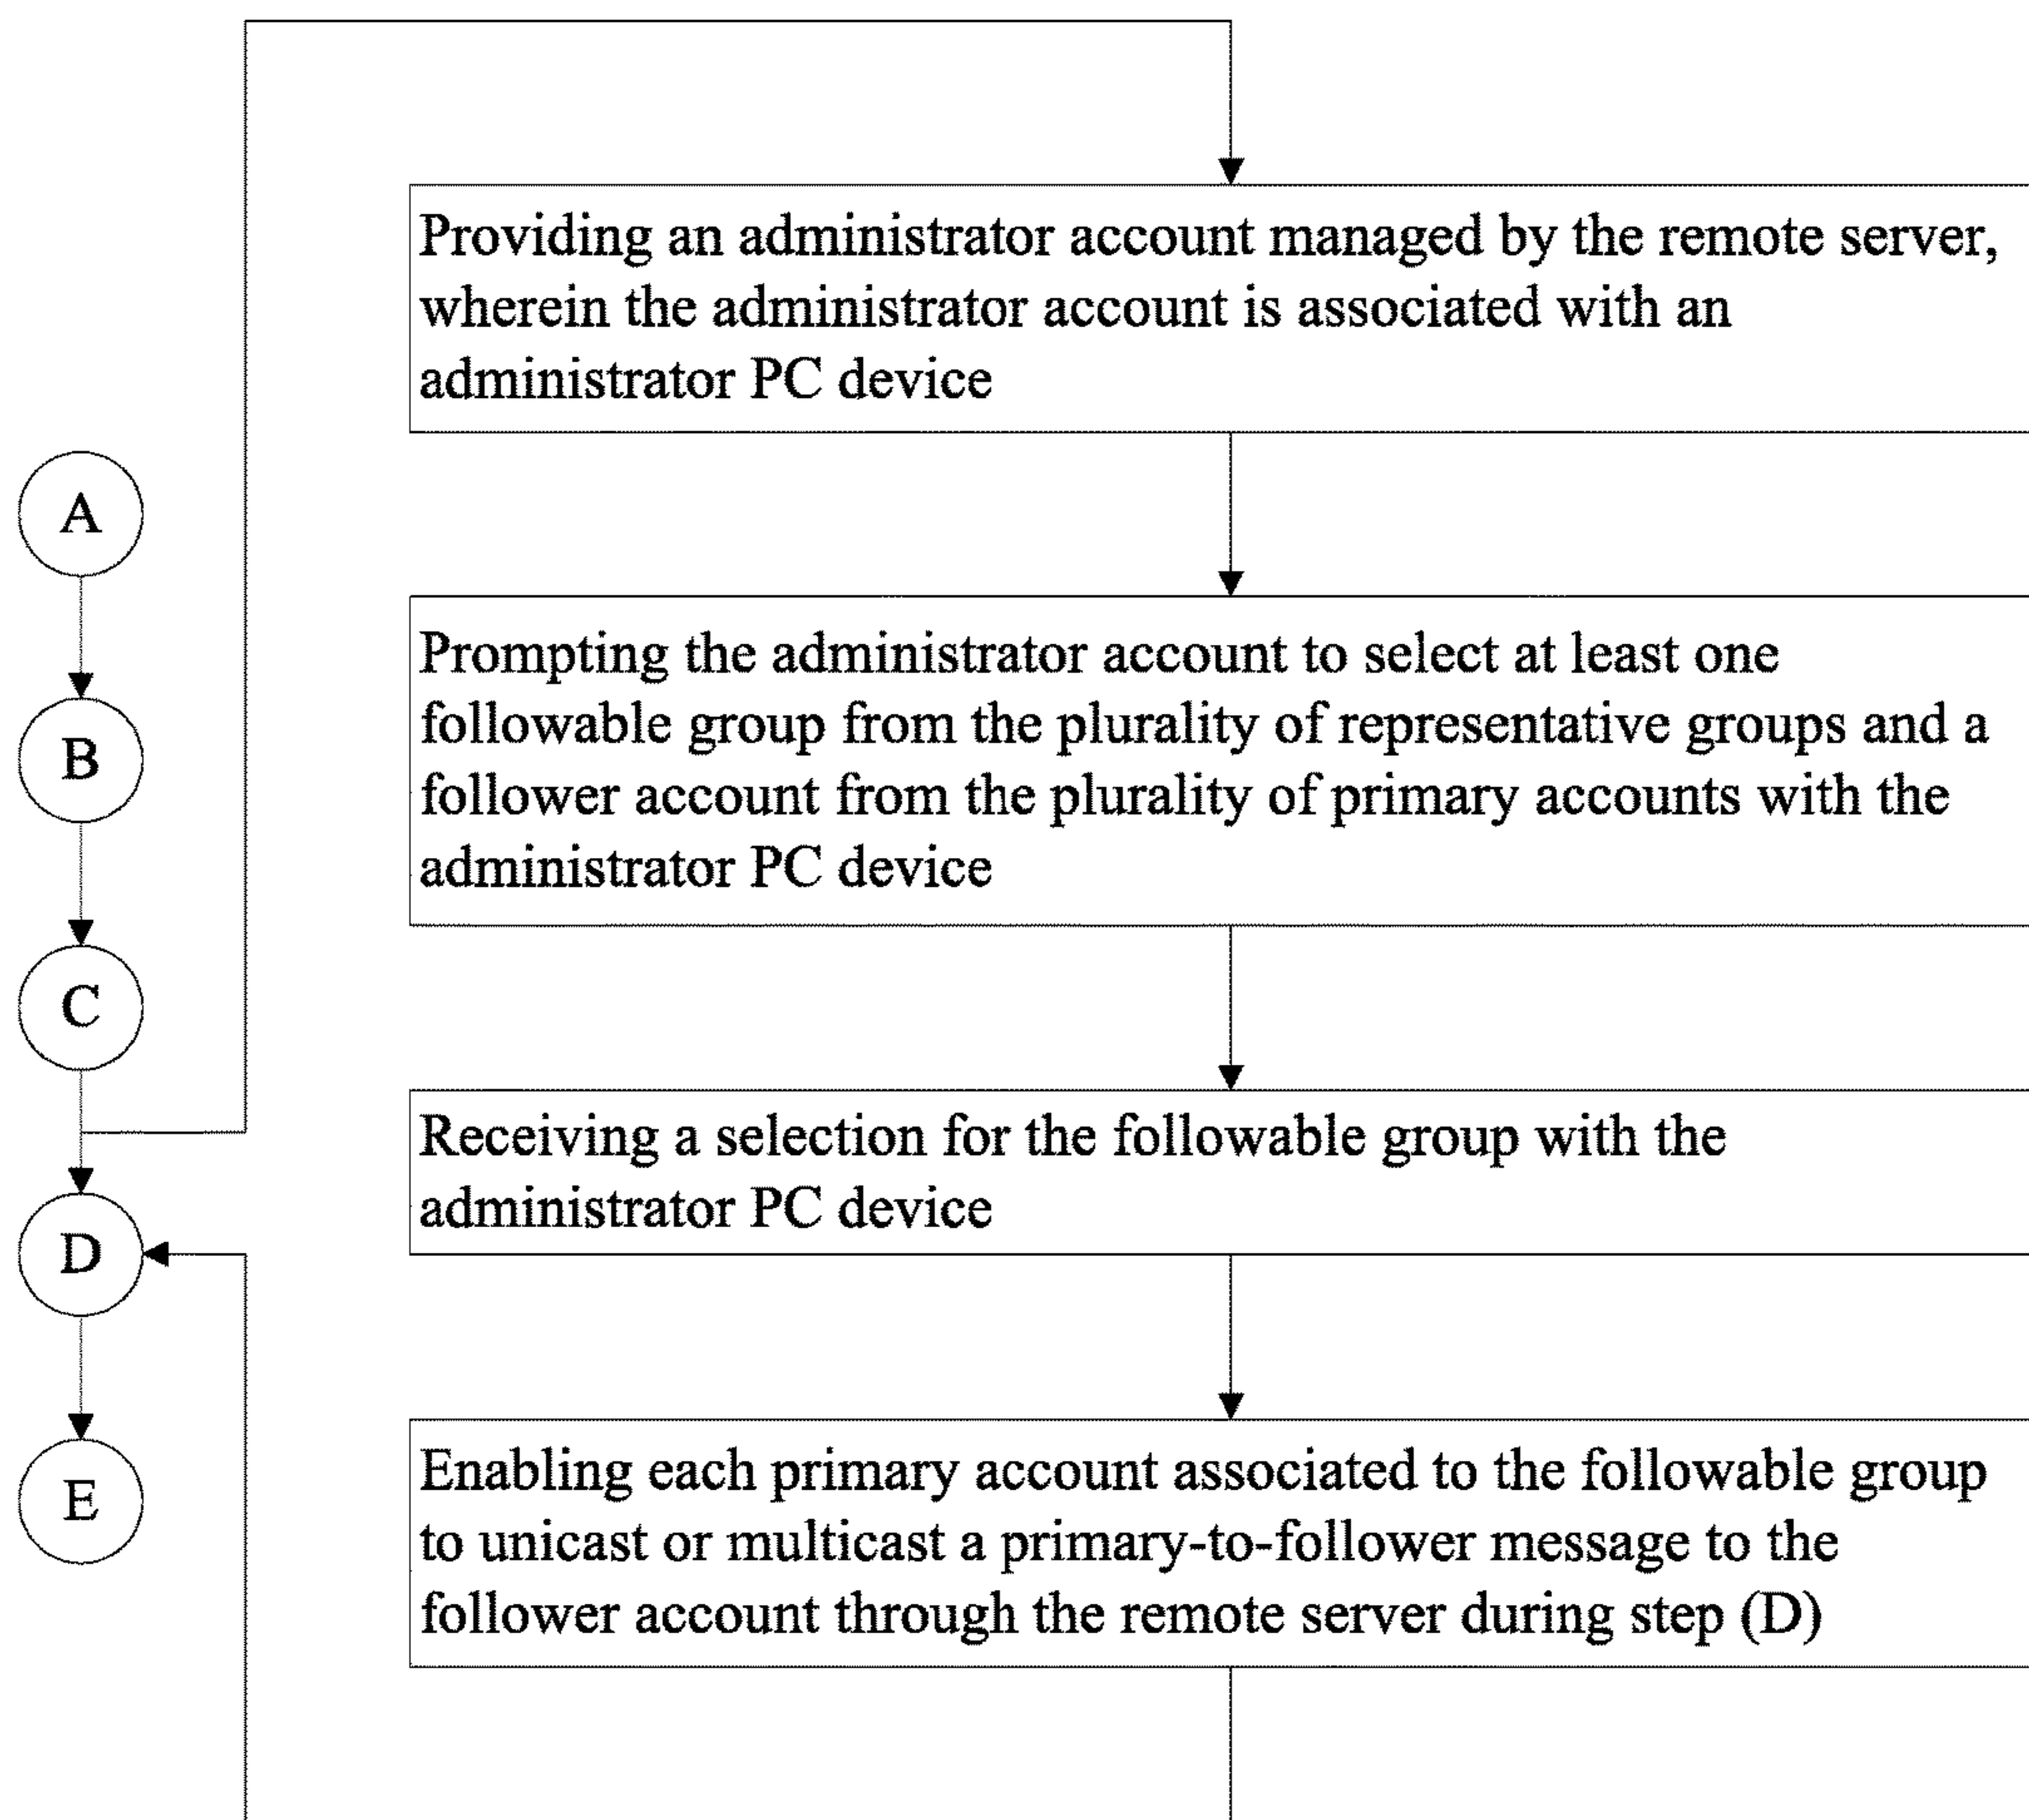 Providing an administrator account managed by the remote server,
wherein the administrator account is associated with an
administrator PC device
A
Prompting the administrator account to select at least one
followable group from the plurality of representative groups and a
follower account from the plurality of primary accounts with the
administrator PC device
B
C
Receiving a selection for the followable group with the
administrator PC device
D
Enabling each primary account associated to the followable group
to unicast or multicast a primary-to-follower message to the
follower account through the remote server during step (D)
E